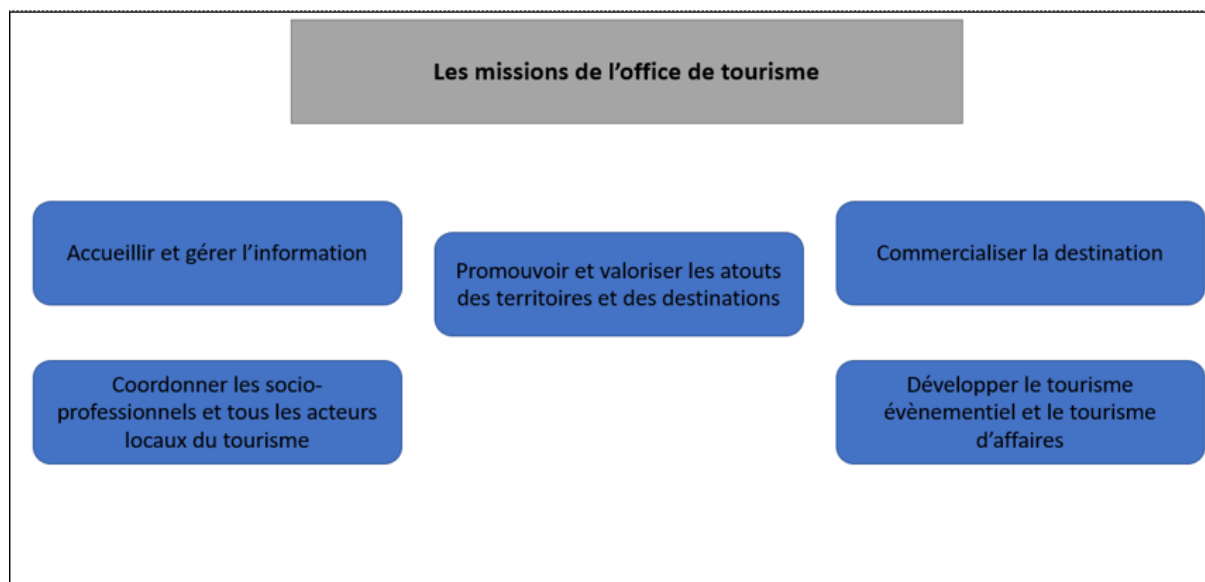 Les missions de l’office de tourisme
Accueillir et gérer l’information
Promouvoir et valoriser les atouts
des territoires et des destinations
Commercialiser la destination
Coordonner les socio-
professionnels et tous les acteurs
locaux du tourisme
Développer le tourisme
évènementiel et le tourisme
d’affaires